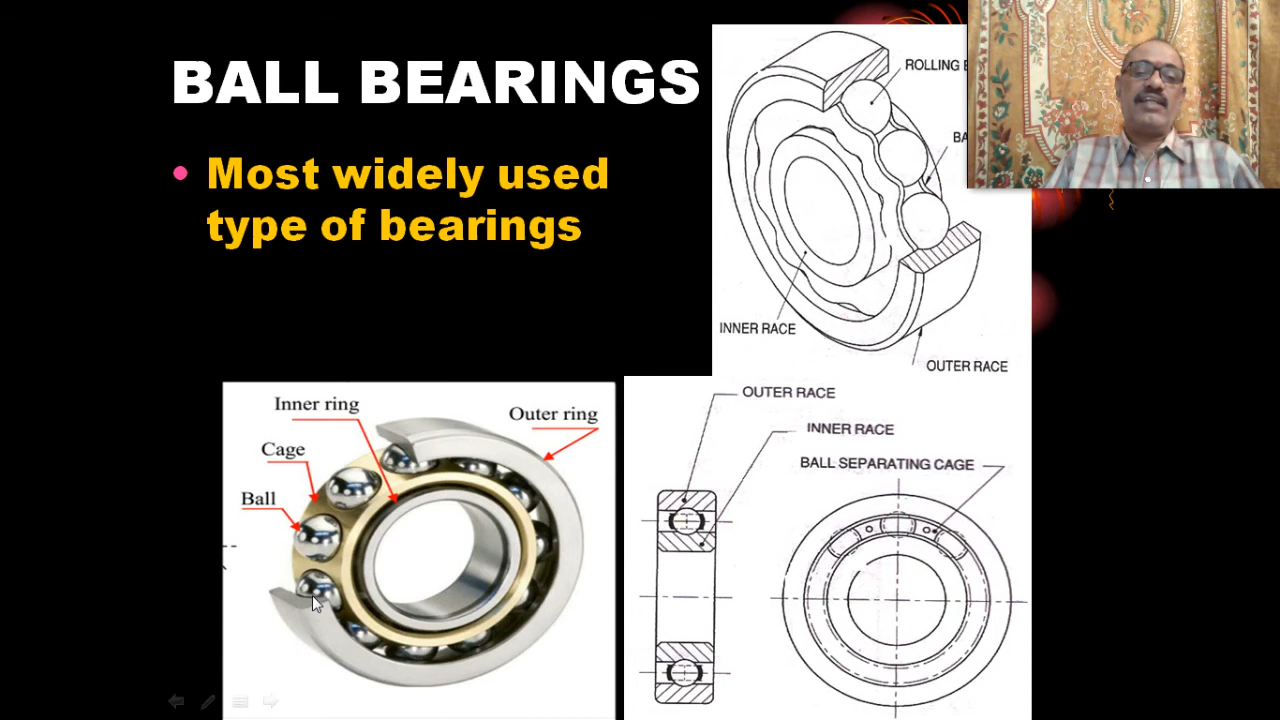 BALL BEARINGS
• Most widely used
type of bearings
ROLLING
INNER RACE
OUTER RACE
Inner ring
Outer ring
Cage
Ball
OUTER RACE
INNER RACE
BALL SEPARATING CAGE